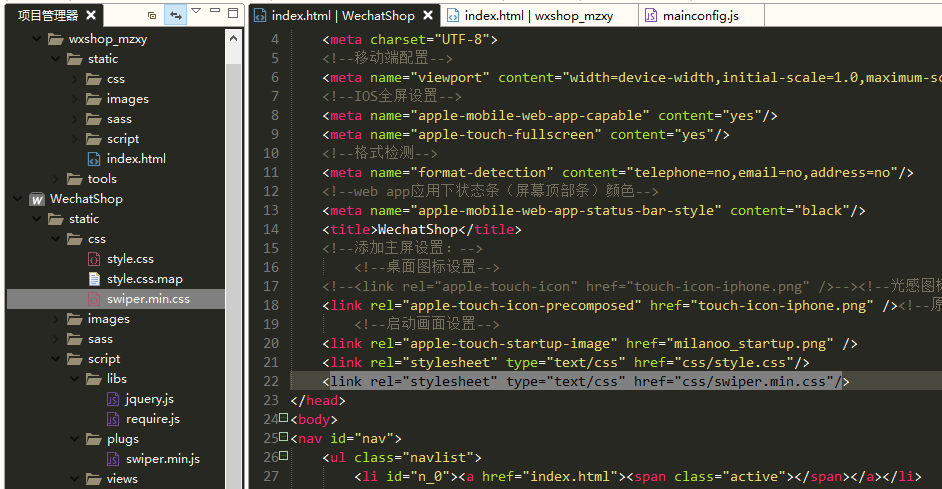 项目管理器
index.html | WechatShop
index.html | wxshop_mzxy
mainconfig.js
wxshop_mzxy
static
css
images
sass
script
index.html
tools
W WechatShop
static
css
style.css
style.css.map
swiper.min.css
images
sass
script
libs
jquery.js
require.js
plugs
swiper.min.js
views
4 <meta charset="UTF-8">
5 <!--移动端配置-->
6 <meta name="viewport" content="width=device-width,initial-scale=1.0,maximum-sc
7 <!--IOS全屏设置-->
8 <meta name="apple-mobile-web-app-capable" content="yes"/>
9 <meta name="apple-touch-fullscreen" content="yes"/>
10 <!--格式检测-->
11 <meta name="format-detection" content="telephone=no,email=no,address=no"/>
12 <!--web app应用下状态条（屏幕顶部条）颜色-->
13 <meta name="apple-mobile-web-app-status-bar-style" content="black"/>
14 <title>WechatShop</title>
15 <!--添加主屏设置：-->
16 <!--桌面图标设置-->
17 <!--<link rel="apple-touch-icon" href="touch-icon-iphone.png" />--><!--光感图标
18 <link rel="apple-touch-icon-precomposed" href="touch-icon-iphone.png" /><!--原
19 <!--启动画面设置-->
20 <link rel="apple-touch-startup-image" href="milanoo_startup.png" />
21 <link rel="stylesheet" type="text/css" href="css/style.css"/>
22 <link rel="stylesheet" type="text/css" href="css/swiper.min.css"/>
23 </head>
24 <body>
25 <nav id="nav">
26 <ul class="navlist">
27 <li id="n_0"><a href="index.html"><span class="active"></span></a></li>